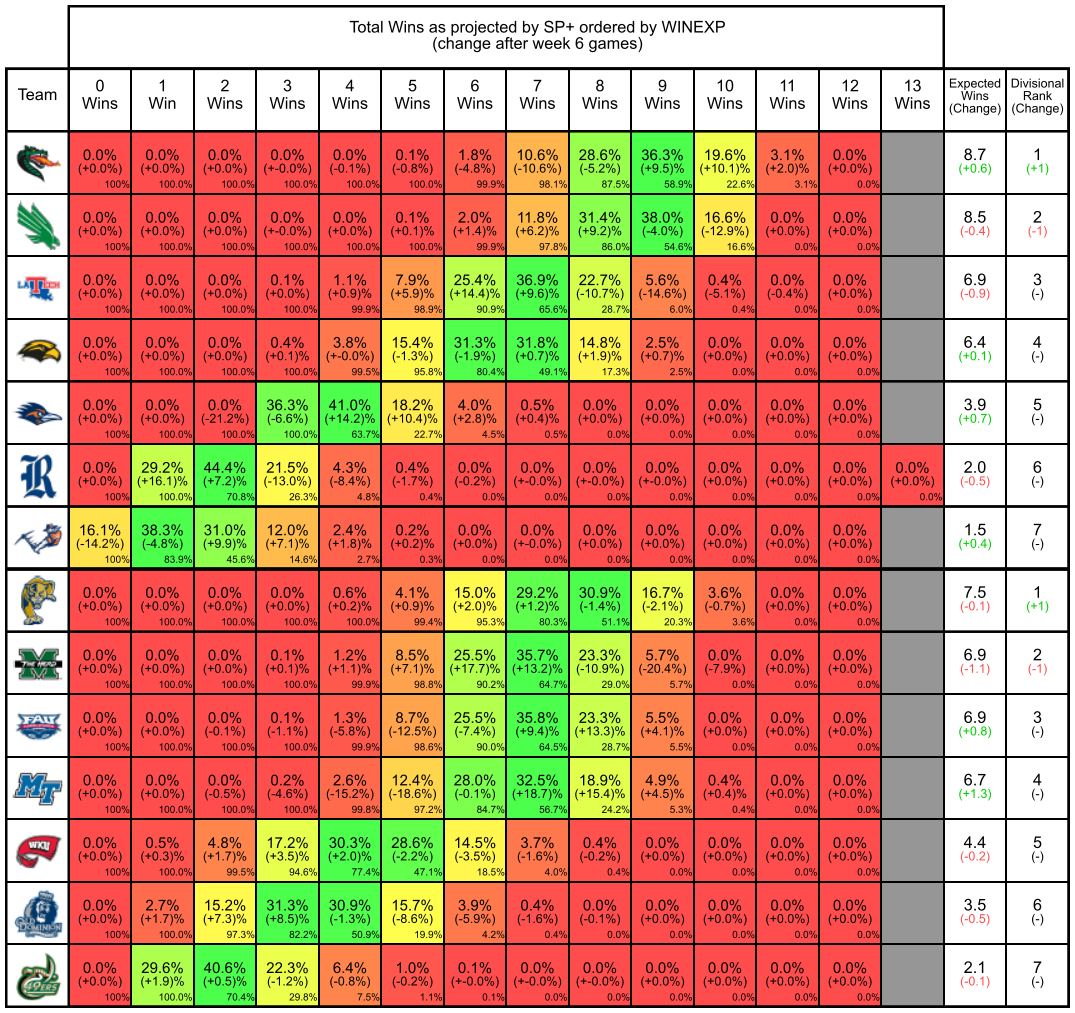 Total Wins as projected by SP+ ordered by WINEXP
(change after week 6 games)
Team 0 Wins 1 Win 2 Wins 3 Wins 4 Wins 5 Wins 6 Wins 7 Wins 8 Wins 9 Wins 10 Wins 11 Wins 12 Wins 13 Wins Expected Wins (Change) Divisional Rank (Change)
0.0% 0.0% 0.0% 0.0% 0.0% 0.1% 1.8% 10.6% 28.6% 36.3% 19.6% 3.1% 0.0% 8.7 1
(+0.0%) (+0.0%) (+0.0%) (+-0.0%) (-0.1%) (-0.8%) (-4.8%) (-10.6%) (-5.2%) (+9.5)% (+10.1)% (+2.0)% (+0.0%) (+0.6) (+1)
100% 100.0% 100.0% 100.0% 100.0% 100.0% 99.9% 98.1% 87.5% 58.9% 22.6% 3.1% 0.0%
0.0% 0.0% 0.0% 0.0% 0.0% 0.1% 2.0% 11.8% 31.4% 38.0% 16.6% 0.0% 0.0% 8.5 2
(+0.0%) (+0.0%) (+0.0%) (+-0.0%) (+0.0%) (+0.1)% (+1.4)% (+6.2)% (+9.2)% (-4.0%) (-12.9%) (+0.0%) (+0.0%) (-0.4) (-1)
100% 100.0% 100.0% 100.0% 100.0% 100.0% 99.9% 97.8% 86.0% 54.6% 16.6% 0.0% 0.0%
LA TECH
0.0% 0.0% 0.0% 0.1% 1.1% 7.9% 25.4% 36.9% 22.7% 5.6% 0.4% 0.0% 0.0% 6.9 3
(+0.0%) (+0.0%) (+0.0%) (+0.0%) (+0.9)% (+5.9)% (+14.4)% (+9.6)% (-10.7%) (-14.6%) (-5.1%) (-0.4%) (+0.0%) (-0.9) (-)
100% 100.0% 100.0% 100.0% 99.9% 98.9% 90.9% 65.6% 28.7% 6.0% 0.4% 0.0% 0.0%
0.0% 0.0% 0.0% 0.4% 3.8% 15.4% 31.3% 31.8% 14.8% 2.5% 0.0% 0.0% 0.0% 6.4 4
(+0.0%) (+0.0%) (+0.0%) (+0.1)% (+-0.0%) (-1.3%) (-1.9%) (+0.7)% (+1.9)% (+0.7)% (+0.0%) (+0.0%) (+0.0%) (+0.1) (-)
100% 100.0% 100.0% 100.0% 99.5% 95.8% 80.4% 49.1% 17.3% 2.5% 0.0% 0.0% 0.0%
0.0% 0.0% 0.0% 36.3% 41.0% 18.2% 4.0% 0.5% 0.0% 0.0% 0.0% 0.0% 0.0% 3.9 5
(+0.0%) (+0.0%) (-21.2%) (-6.6%) (+14.2)% (+10.4)% (+2.8)% (+0.4)% (+0.0%) (+0.0%) (+0.0%) (+0.0%) (+0.0%) (+0.7) (-)
100% 100.0% 100.0% 100.0% 63.7% 22.7% 4.5% 0.5% 0.0% 0.0% 0.0% 0.0% 0.0%
R
0.0% 29.2% 44.4% 21.5% 4.3% 0.4% 0.0% 0.0% 0.0% 0.0% 0.0% 0.0% 0.0% 0.0% 2.0 6
(+0.0%) (+16.1)% (+7.2)% (-13.0%) (-8.4%) (-1.7%) (-0.2%) (+-0.0%) (+-0.0%) (+-0.0%) (+0.0%) (+0.0%) (+0.0%) (+0.0%) (-0.5) (-)
100% 100.0% 70.8% 26.3% 4.8% 0.4% 0.0% 0.0% 0.0% 0.0% 0.0% 0.0% 0.0% 0.0%
16.1% 38.3% 31.0% 12.0% 2.4% 0.2% 0.0% 0.0% 0.0% 0.0% 0.0% 0.0% 0.0% 1.5 7
(-14.2%) (-4.8%) (+9.9)% (+7.1)% (+1.8)% (+0.2)% (+0.0%) (+-0.0%) (+0.0%) (+0.0%) (+0.0%) (+0.0%) (+0.0%) (+0.4) (-)
100% 83.9% 45.6% 14.6% 2.7% 0.3% 0.0% 0.0% 0.0% 0.0% 0.0% 0.0% 0.0%
0.0% 0.0% 0.0% 0.0% 0.6% 4.1% 15.0% 29.2% 30.9% 16.7% 3.6% 0.0% 0.0% 7.5 1
(+0.0%) (+0.0%) (+0.0%) (+0.0%) (+0.2)% (+0.9)% (+2.0)% (+1.2)% (-1.4%) (-2.1%) (-0.7%) (+0.0%) (+0.0%) (-0.1) (+1)
100% 100.0% 100.0% 100.0% 100.0% 99.4% 95.3% 80.3% 51.1% 20.3% 3.6% 0.0% 0.0%
THE HERD
0.0% 0.0% 0.0% 0.1% 1.2% 8.5% 25.5% 35.7% 23.3% 5.7% 0.0% 0.0% 0.0% 6.9 2
(+0.0%) (+0.0%) (+0.0%) (+0.1)% (+1.1)% (+7.1)% (+17.7)% (+13.2)% (-10.9%) (-20.4%) (-7.9%) (+0.0%) (+0.0%) (-1.1) (-1)
100% 100.0% 100.0% 100.0% 99.9% 98.8% 90.2% 64.7% 29.0% 5.7% 0.0% 0.0% 0.0%
FAU
0.0% 0.0% 0.0% 0.1% 1.3% 8.7% 25.5% 35.8% 23.3% 5.5% 0.0% 0.0% 0.0% 6.9 3
(+0.0%) (+0.0%) (-0.1%) (-1.1%) (-5.8%) (-12.5%) (-7.4%) (+9.4)% (+13.3)% (+4.1)% (+0.0%) (+0.0%) (+0.0%) (+0.8) (-)
100% 100.0% 100.0% 100.0% 99.9% 98.6% 90.0% 64.5% 28.7% 5.5% 0.0% 0.0% 0.0%
MT
0.0% 0.0% 0.0% 0.2% 2.6% 12.4% 28.0% 32.5% 18.9% 4.9% 0.4% 0.0% 0.0% 6.7 4
(+0.0%) (+0.0%) (-0.5%) (-4.6%) (-15.2%) (-18.6%) (-0.1%) (+18.7)% (+15.4)% (+4.5)% (+0.4)% (+0.0%) (+0.0%) (+1.3) (-)
100% 100.0% 100.0% 100.0% 99.8% 97.2% 84.7% 56.7% 24.2% 5.3% 0.4% 0.0% 0.0%
WKU
0.0% 0.5% 4.8% 17.2% 30.3% 28.6% 14.5% 3.7% 0.4% 0.0% 0.0% 0.0% 0.0% 4.4 5
(+0.0%) (+0.3)% (+1.7)% (+3.5)% (+2.0)% (-2.2%) (-3.5%) (-1.6%) (-0.2%) (+0.0%) (+0.0%) (+0.0%) (+0.0%) (-0.2) (-)
100% 100.0% 99.5% 94.6% 77.4% 47.1% 18.5% 4.0% 0.4% 0.0% 0.0% 0.0% 0.0%
OLD DOMINION
0.0% 2.7% 15.2% 31.3% 30.9% 15.7% 3.9% 0.4% 0.0% 0.0% 0.0% 0.0% 0.0% 3.5 6
(+0.0%) (+1.7)% (+7.3)% (+8.5)% (-1.3%) (-8.6%) (-5.9%) (-1.6%) (-0.1%) (+0.0%) (+0.0%) (+0.0%) (+0.0%) (-0.5) (-)
100% 100.0% 97.3% 82.2% 50.9% 19.9% 4.2% 0.4% 0.0% 0.0% 0.0% 0.0% 0.0%
49ERS
0.0% 29.6% 40.6% 22.3% 6.4% 1.0% 0.1% 0.0% 0.0% 0.0% 0.0% 0.0% 0.0% 2.1 7
(+0.0%) (+1.9)% (+0.5)% (-1.2%) (-0.8%) (-0.2%) (+-0.0%) (+-0.0%) (+0.0%) (+0.0%) (+0.0%) (+0.0%) (+0.0%) (-0.1) (-)
100% 100.0% 70.4% 29.8% 7.5% 1.1% 0.1% 0.0% 0.0% 0.0% 0.0% 0.0% 0.0%